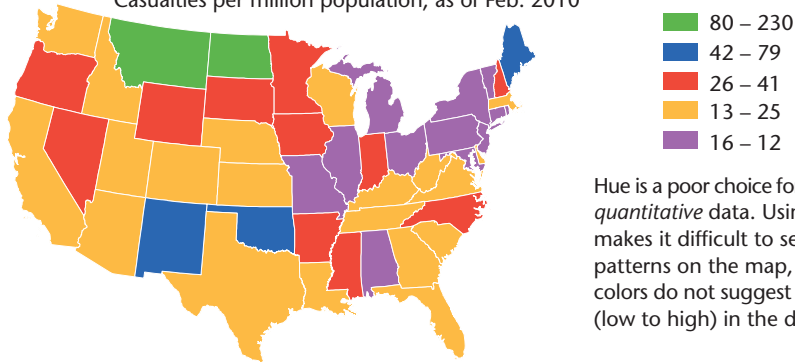 Casualties per million population, as of Feb. 2010
80 – 230
42 – 79
26 – 41
13 – 25
16 – 12
Hue is a poor choice fo
quantitative data. Usin
makes it difficult to se
patterns on the map,
colors do not suggest
(low to high) in the d